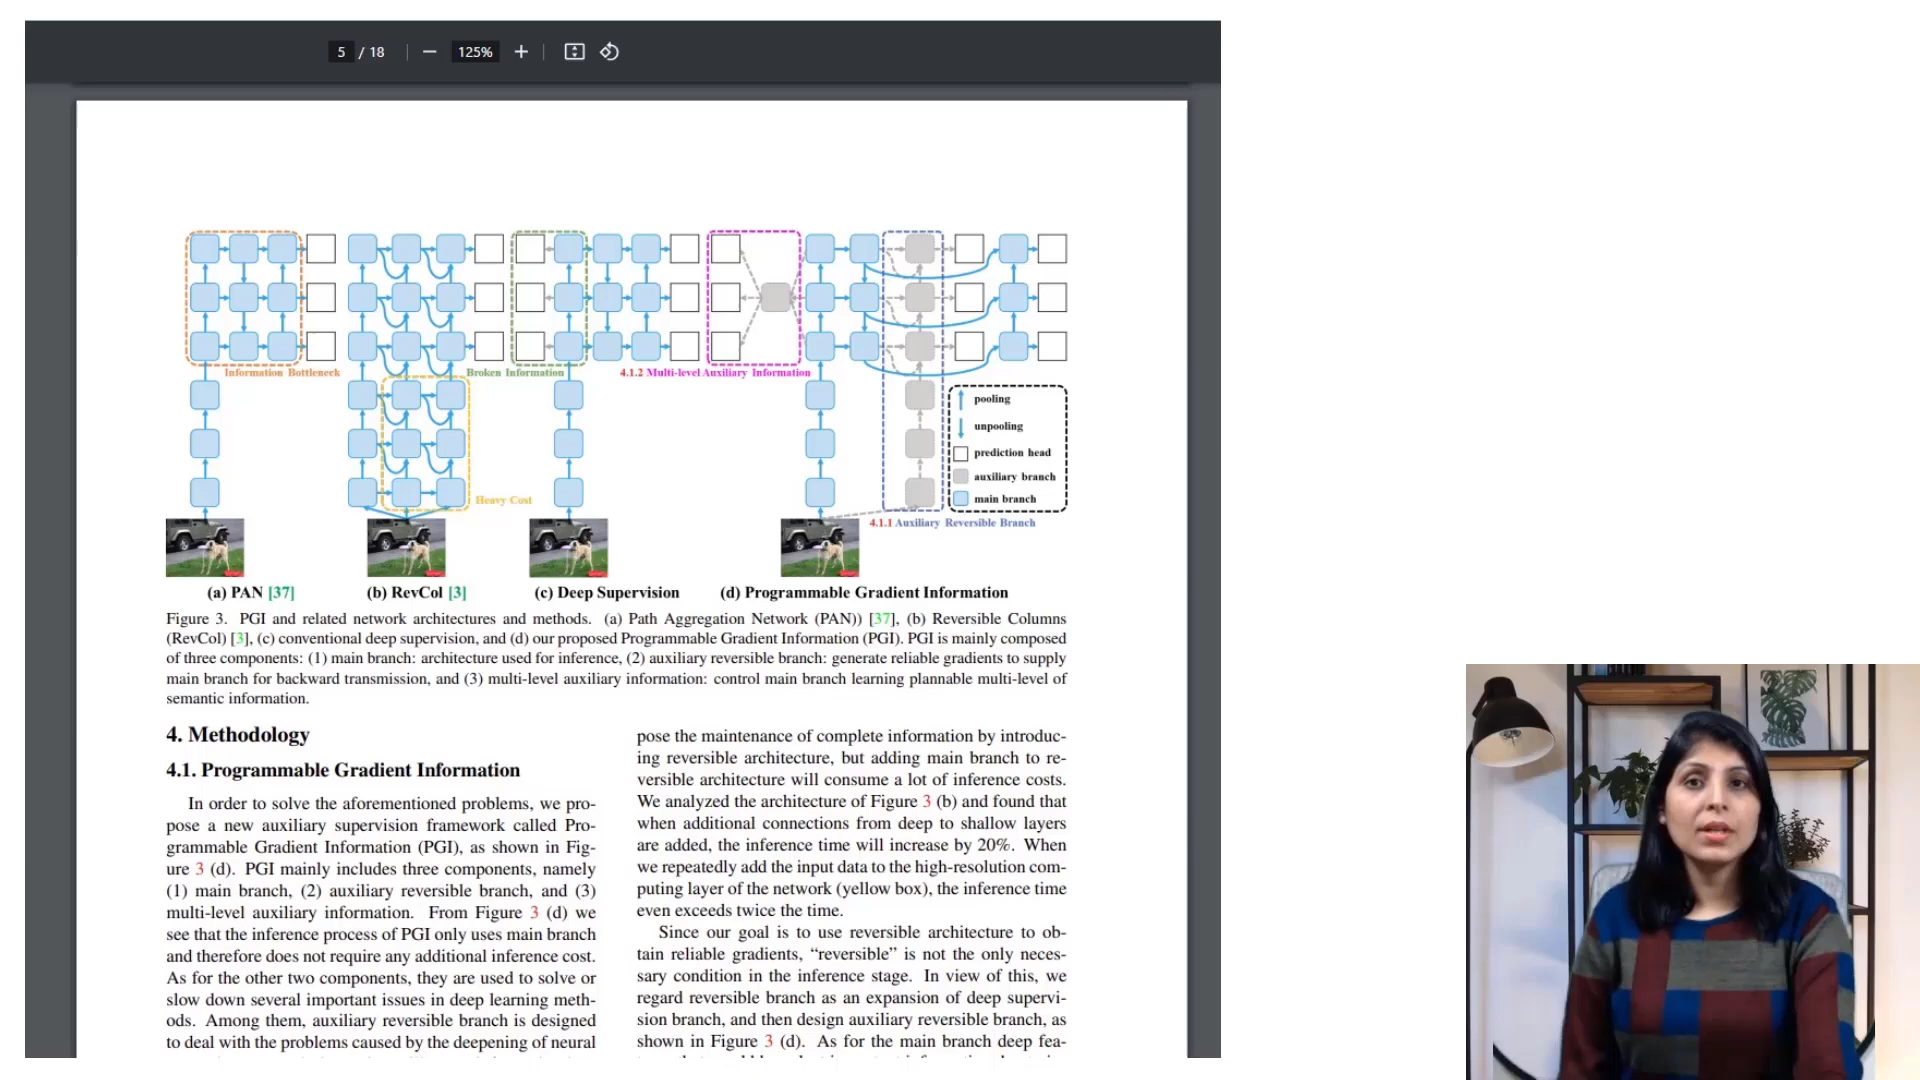 5 / 18
125%
Information Bottleneck
Broken Information
4.1.2 Multi-level Auxiliary Information
pooling
unpooling
prediction head
auxiliary branch
main branch
Heavy Cost
4.1.1 Auxiliary Reversible Branch
(a) PAN [37]
(b) RevCol [3]
(c) Deep Supervision
(d) Programmable Gradient Information
Figure 3. PGI and related network architectures and methods. (a) Path Aggregation Network (PAN)) [37], (b) Reversible Columns
(RevCol) [3], (c) conventional deep supervision, and (d) our proposed Programmable Gradient Information (PGI). PGI is mainly composed
of three components: (1) main branch: architecture used for inference, (2) auxiliary reversible branch: generate reliable gradients to supply
main branch for backward transmission, and (3) multi-level auxiliary information: control main branch learning plannable multi-level of
semantic information.
4. Methodology
4.1. Programmable Gradient Information
In order to solve the aforementioned problems, we pro-
pose a new auxiliary supervision framework called Pro-
grammable Gradient Information (PGI), as shown in Fig-
ure 3 (d). PGI mainly includes three components, namely
(1) main branch, (2) auxiliary reversible branch, and (3)
multi-level auxiliary information. From Figure 3 (d) we
see that the inference process of PGI only uses main branch
and therefore does not require any additional inference cost.
As for the other two components, they are used to solve or
slow down several important issues in deep learning meth-
ods. Among them, auxiliary reversible branch is designed
to deal with the problems caused by the deepening of neural
pose the maintenance of complete information by introduc-
ing reversible architecture, but adding main branch to re-
versible architecture will consume a lot of inference costs.
We analyzed the architecture of Figure 3 (b) and found that
when additional connections from deep to shallow layers
are added, the inference time will increase by 20%. When
we repeatedly add the input data to the high-resolution com-
puting layer of the network (yellow box), the inference time
even exceeds twice the time.
Since our goal is to use reversible architecture to ob-
tain reliable gradients, “reversible” is not the only neces-
sary condition in the inference stage. In view of this, we
regard reversible branch as an expansion of deep supervi-
sion branch, and then design auxiliary reversible branch, as
shown in Figure 3 (d). As for the main branch deep fea-